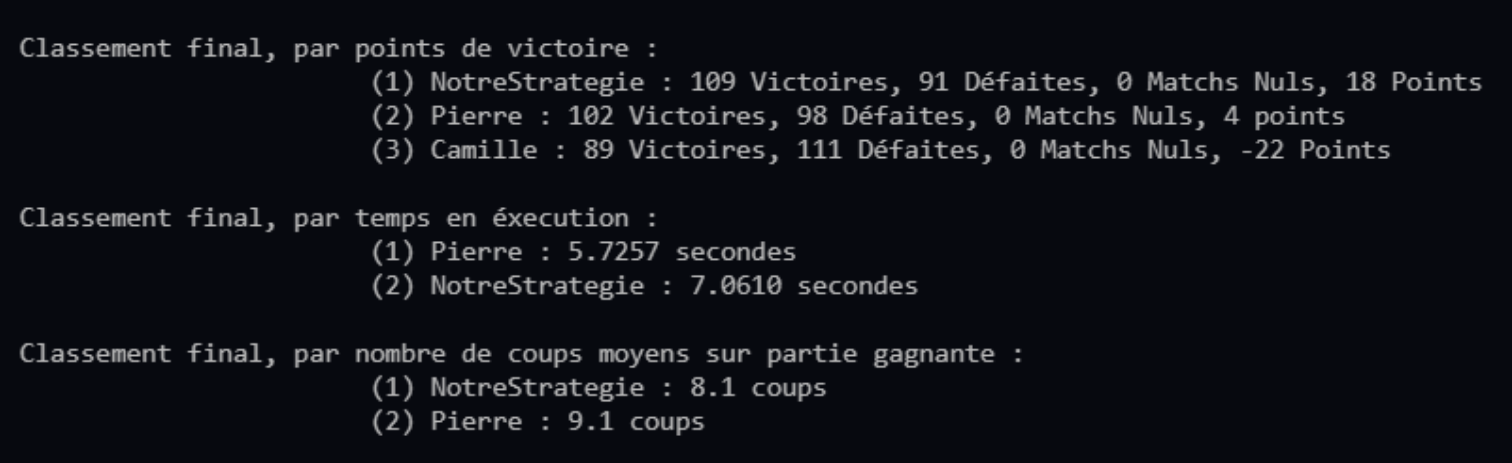 Classement final, par points de victoire :
(1) NotreStrategie : 109 Victoires, 91 Défaites, 0 Matchs Nuls, 18 Points
(2) Pierre : 102 Victoires, 98 Défaites, 0 Matchs Nuls, 4 points
(3) Camille : 89 Victoires, 111 Défaites, 0 Matchs Nuls, -22 Points
Classement final, par temps en éxecution :
(1) Pierre : 5.7257 secondes
(2) NotreStrategie : 7.0610 secondes
Classement final, par nombre de coups moyens sur partie gagnante :
(1) NotreStrategie : 8.1 coups
(2) Pierre : 9.1 coups